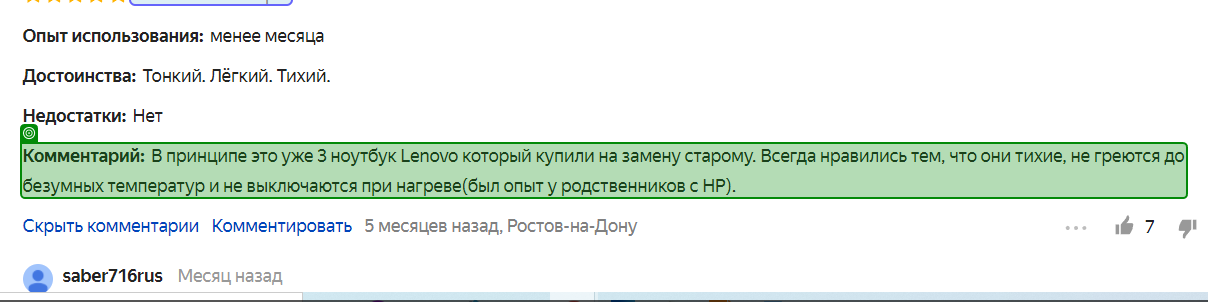 Опыт использования: менее месяца
Достоинства: Тонкий. Лёгкий. Тихий.
Недостатки: Нет
Комментарий: В принципе это уже 3 ноутбук Lenovo который купили на замену старому. Всегда нравились тем, что они тихие, не греются до
безумных температур и не выключаются при нагреве(был опыт у родственников с HP).
Скрыть комментарии Комментировать 5 месяцев назад, Ростов-на-Дону 7
saber716rus Месяц назад